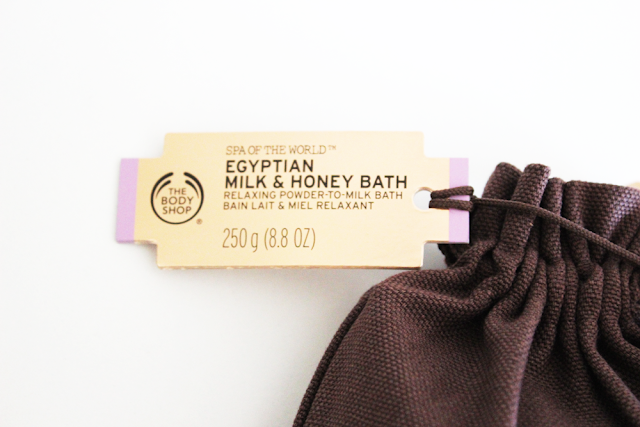 THE
BODY
SHOP®
SPA OF THE WORLD™
EGYPTIAN
MILK & HONEY BATH
RELAXING POWDER-TO-MILK BATH
BAIN LAIT & MIEL RELAXANT
250 g (8.8 OZ)